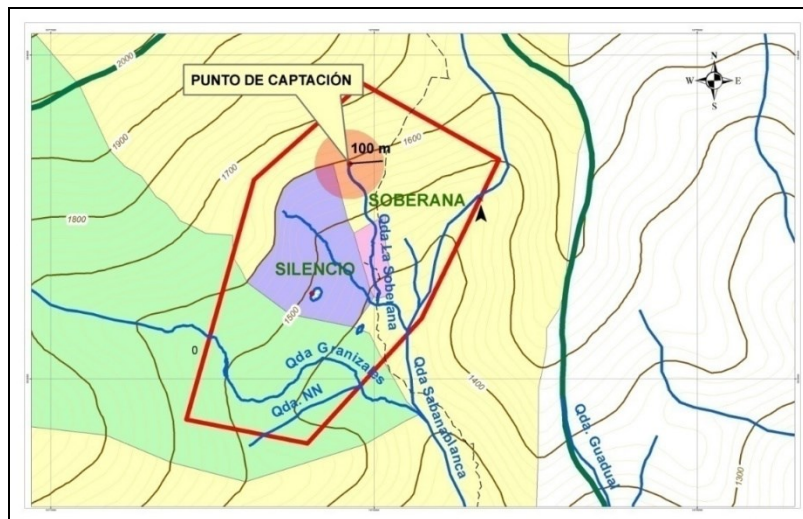 2000
N
W E
S
PUNTO DE CAPTACIÓN
100 m
1600
1900
1700
SOBERANA
1800
Qda La Soberana
SILENCIO
1500
0
Qda Granizales
Qda. NN
1400
Qda Sabanablanca
Qda. Guadual
1300